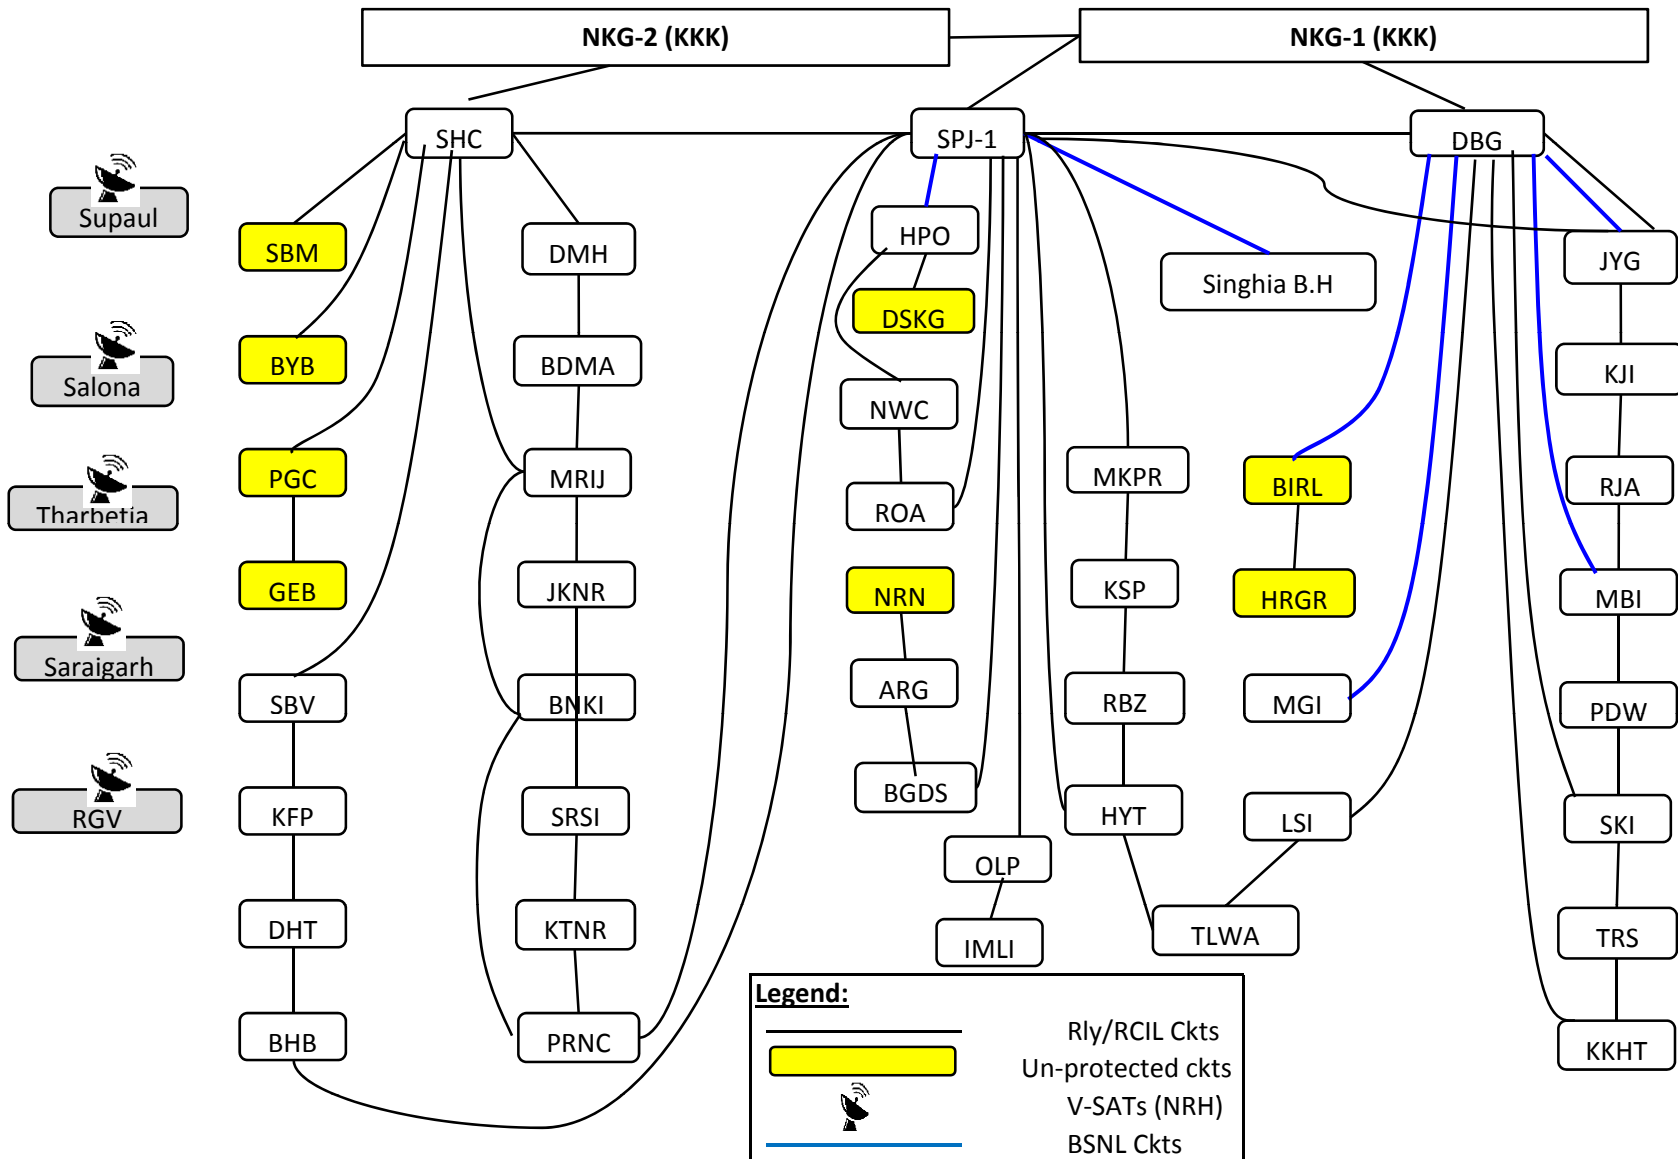 NKG-2 (KKK)
NKG-1 (KKK)
SHC
SPJ-1
DBG
Supaul
SBM
DMH
HPO
Singhia B.H
JYG
DSKG
Salona
BYB
BDMA
NWC
KJI
Tharbetia
PGC
MRIJ
ROA
MKPR
BIRL
RJA
GEB
JKNR
NRN
KSP
HRGR
MBI
Saraigarh
SBV
BNKI
ARG
RBZ
MGI
PDW
RGV
KFP
SRSI
BGDS
HYT
LSI
SKI
OLP
DHT
KTNR
IMLI
TLWA
TRS
BHB
PRNC
KKHT
Legend:
Rly/RCIL Ckts
Un-protected ckts
V-SATs (NRH)
BSNL Ckts